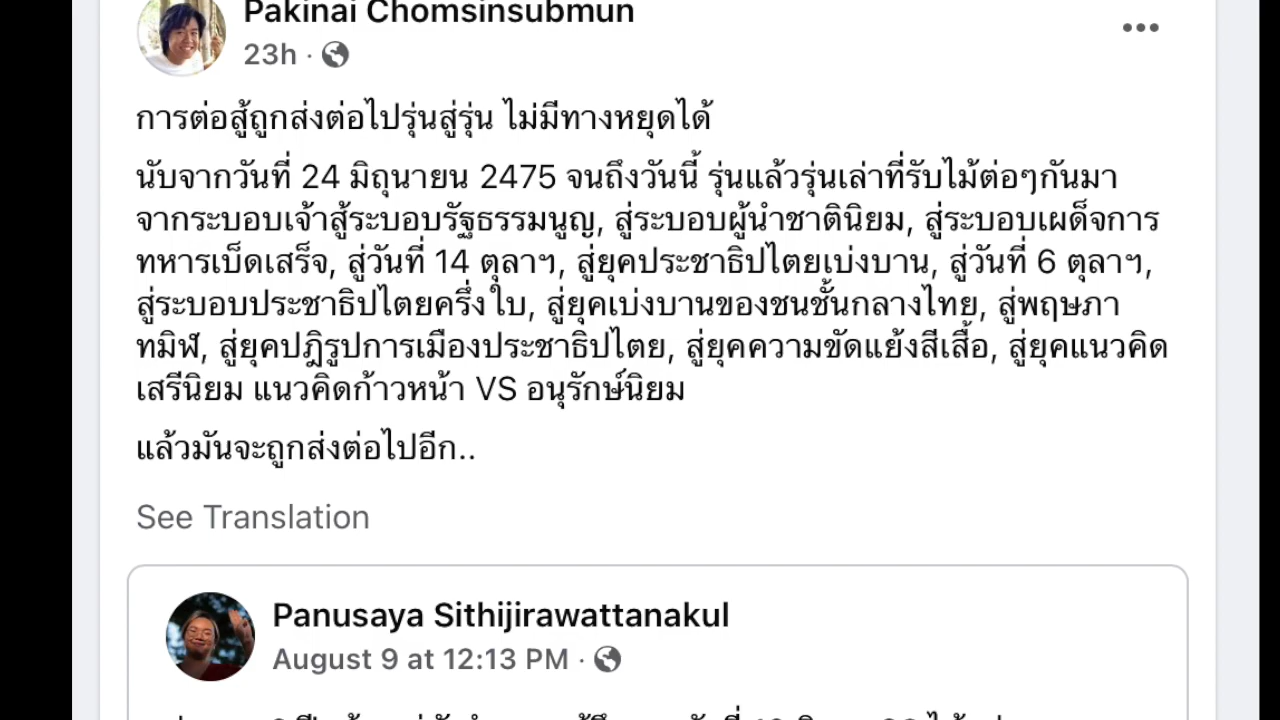 Pakinai Chomsinsubmun
23h ·
การต่อสู้ถูกส่งต่อไปรุ่นสู่รุ่น ไม่มีทางหยุดได้
นับจากวันที่ 24 มิถุนายน 2475 จนถึงวันนี้ รุ่นแล้วรุ่นเล่าที่รับไม้ต่อๆกันมา
จากระบอบเจ้าสู้ระบอบรัฐธรรมนูญ, สู่ระบอบผู้นำชาตินิยม, สู่ระบอบเผด็จการ
ทหารเบ็ดเสร็จ, สู่วันที่ 14 ตุลาฯ, สู่ยุคประชาธิปไตยเบ่งบาน, สู่วันที่ 6 ตุลาฯ,
สู่ระบอบประชาธิปไตยครึ่งใบ, สู่ยุคเบ่งบานของชนชั้นกลางไทย, สู่พฤษภา
ทมิฬ, สู่ยุคปฎิรูปการเมืองประชาธิปไตย, สู่ยุคความขัดแย้งสีเสื้อ, สู่ยุคแนวคิด
เสรีนิยม แนวคิดก้าวหน้า VS อนุรักษ์นิยม
แล้วมันจะถูกส่งต่อไปอีก..
See Translation
Panusaya Sithijirawattanakul
August 9 at 12:13 PM ·